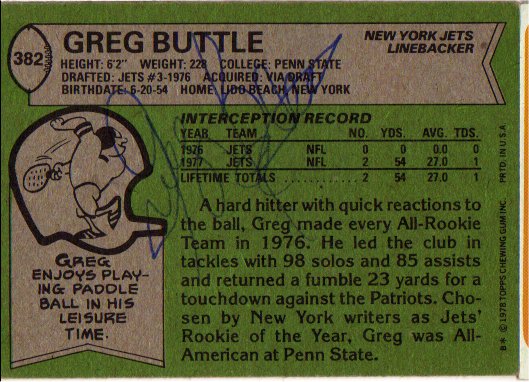 382
GREG BUTTLE
NEW YORK JETS
LINEBACKER
HEIGHT: 6'2" WEIGHT: 228 COLLEGE: PENN STATE
DRAFTED: JETS #3-1976 ACQUIRED: VIA DRAFT
BIRTHDATE: 6-20-54 HOME: LIDO BEACH, NEW YORK
INTERCEPTION RECORD
YEAR TEAM NO. YDS. AVG. TDS.
1976 JETS NFL 0 0 0.0 0
1977 JETS NFL 2 54 27.0 1
LIFETIME TOTALS 2 54 27.0 1
A hard hitter with quick reactions to
the ball, Greg made every All-Rookie
Team in 1976. He led the club in
tackles with 98 solos and 85 assists
and returned a fumble 23 yards for a
touchdown against the Patriots. Cho-
sen by New York writers as Jets'
Rookie of the Year, Greg was All-
American at Penn State.
GREG
ENJOYS PLAY-
ING PADDLE
BALL IN HIS
LEISURE
TIME.
B* © 1978 TOPPS CHEWING GUM INC. PRTD. IN U.S.A.